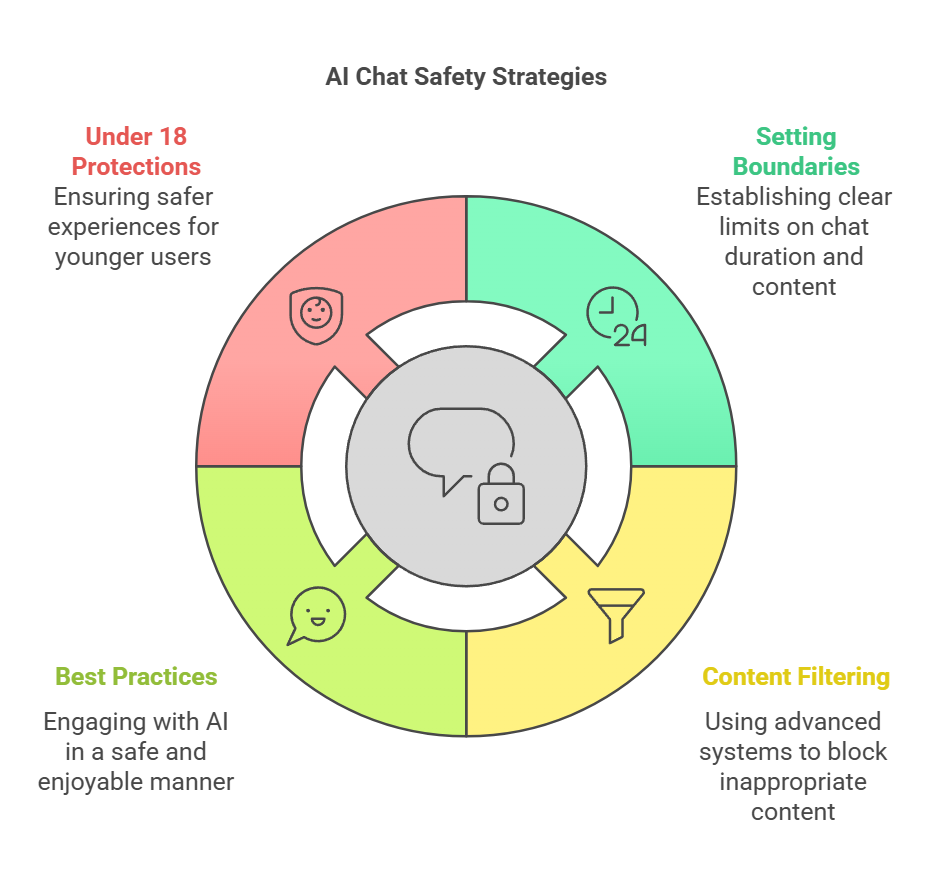 AI Chat Safety Strategies
Under 18
Protections
Ensuring safer
experiences for
younger users
Setting
Boundaries
Establishing clear
limits on chat
duration and
content
24
Best Practices
Engaging with AI
in a safe and
enjoyable manner
Content Filtering
Using advanced
systems to block
inappropriate
content